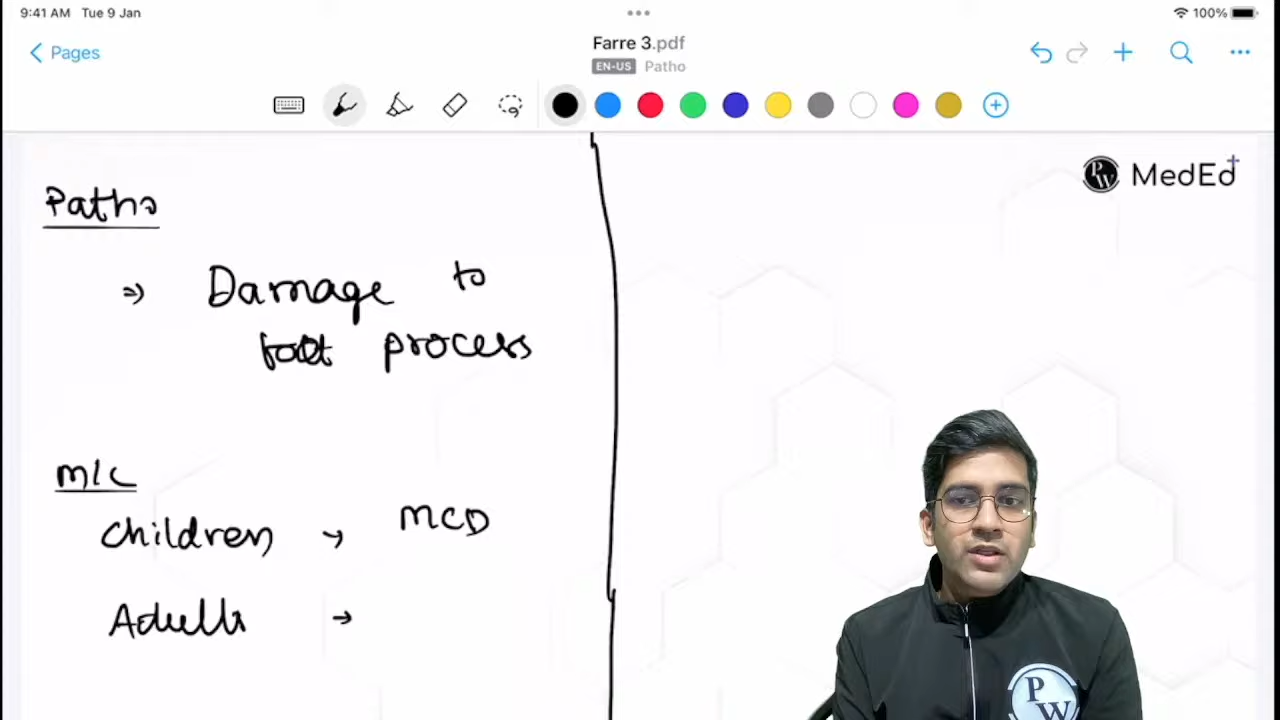 9:41 AM Tue 9 Jan
100%
Pages
Farre 3.pdf
EN-US Patho
PW MedEd+
Patho
⇒ Damage to
foot process
M/C
Children → MCD
Adults →
PW